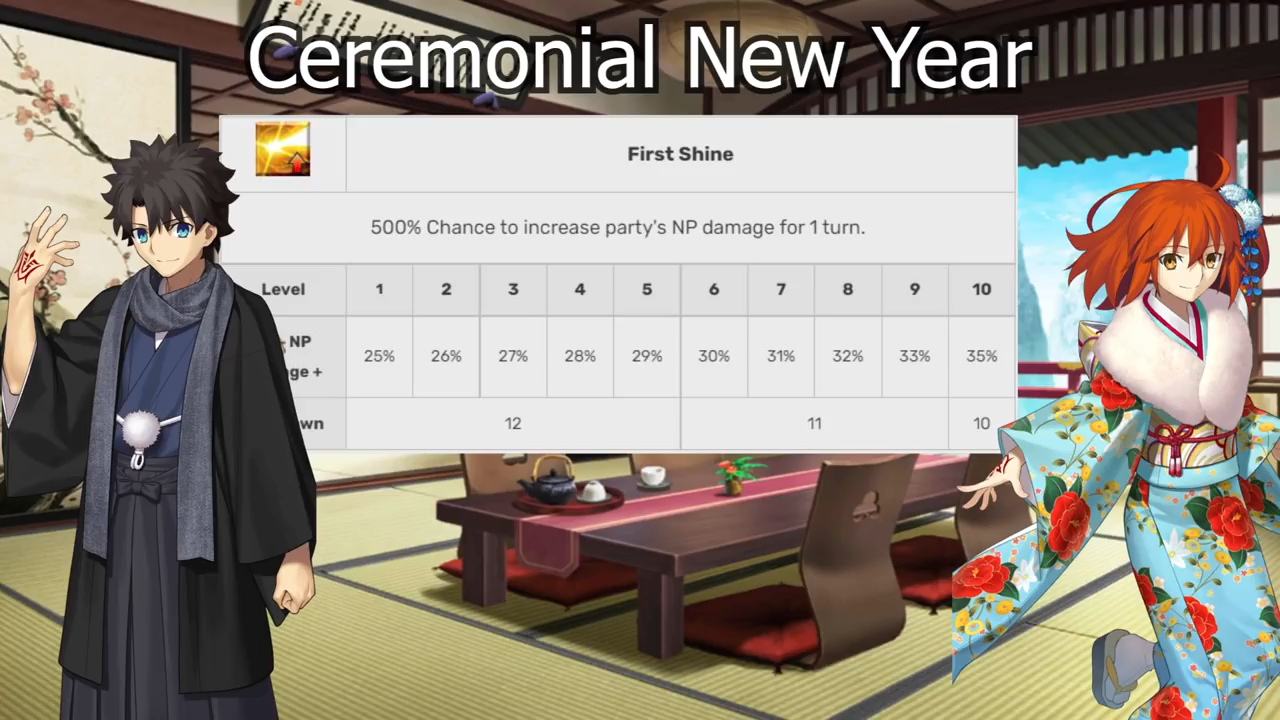 Ceremonial New Year
First Shine
500% Chance to increase party's NP damage for 1 turn.
Level 1 2 3 4 5 6 7 8 9 10
NP
25% 26% 27% 28% 29% 30% 31% 32% 33% 35%
+
12 11 10